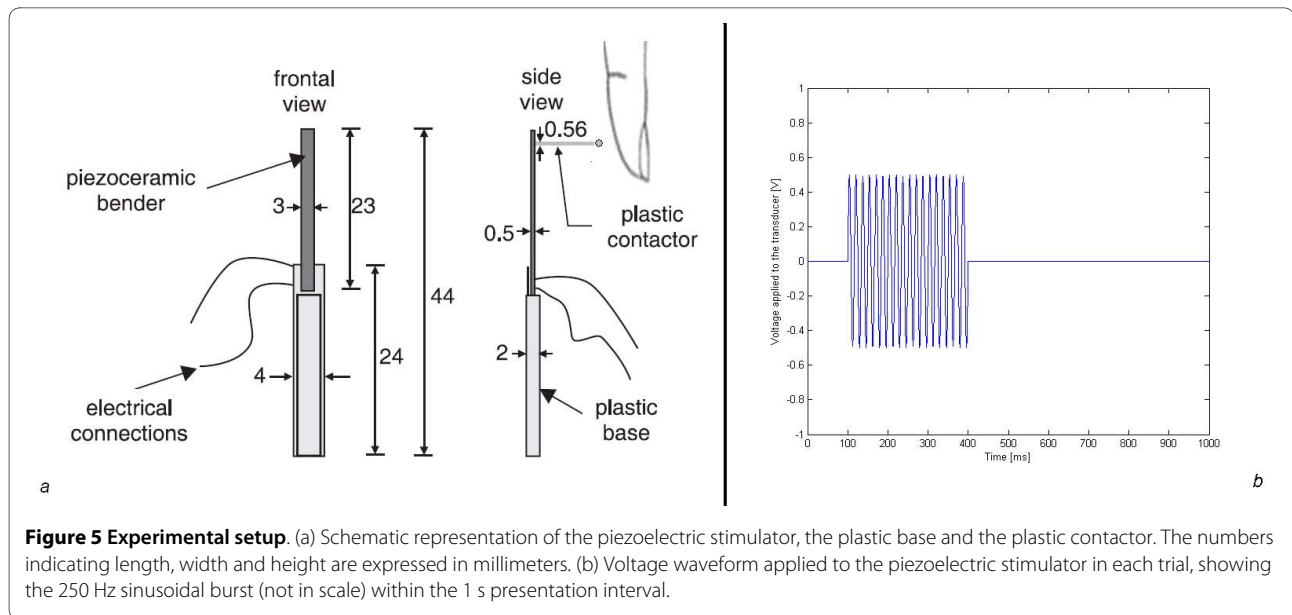 frontal
view
side
view
0.56
piezoceramic
bender
3
23
0.5
plastic
contactor
44
24
2
4
electrical
connections
plastic
base
a
Voltage applied to the transducer [V]
1
0.8
0.6
0.4
0.2
0
-0.2
-0.4
-0.6
-0.8
-1
0 100 200 300 400 500 600 700 800 900 1000
Time [ms]
b
Figure 5 Experimental setup. (a) Schematic representation of the piezoelectric stimulator, the plastic base and the plastic contactor. The numbers
indicating length, width and height are expressed in millimeters. (b) Voltage waveform applied to the piezoelectric stimulator in each trial, showing
the 250 Hz sinusoidal burst (not in scale) within the 1 s presentation interval.